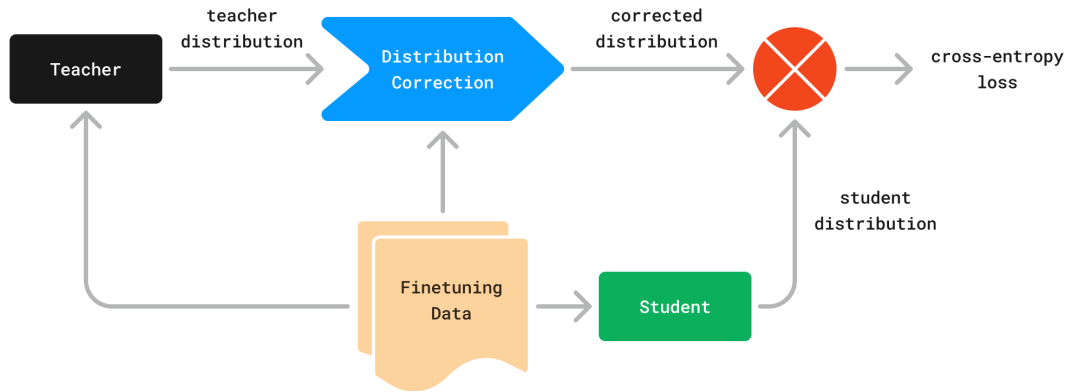 teacher
distribution
corrected
distribution
Teacher
Distribution
Correction
cross-entropy
loss
student
distribution
Finetuning
Data
Student